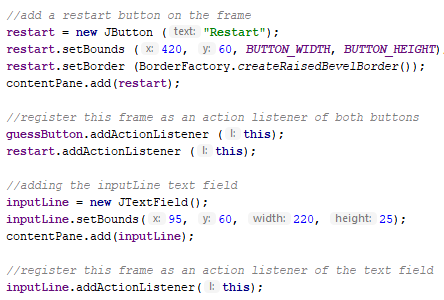 //add a restart button on the frame
restart = new JButton ( text: "Restart");
restart.setBounds ( x: 420, y: 60, BUTTON_WIDTH, BUTTON_HEIGHT)
restart.setBorder (BorderFactory.createRaisedBevelBorder());
contentPane.add(restart);
//register this frame as an action listener of both buttons
guessButton.addActionListener ( l: this);
restart.addActionListener ( l: this);
//adding the inputLine text field
inputLine = new JTextField();
inputLine.setBounds( x: 95, y: 60, width: 220, height: 25);
contentPane.add(inputLine);
//register this frame as an action listener of the text field
inputLine.addActionListener( l: this);